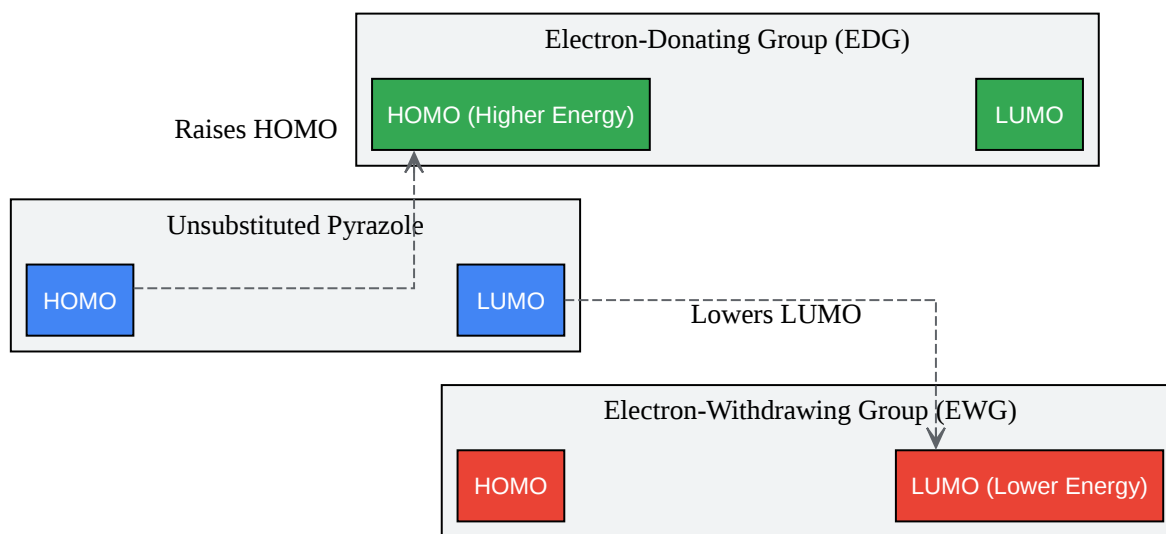 Electron-Donating Group (EDG)
HOMO (Higher Energy)
LUMO
Raises HOMO
Unsubstituted Pyrazole
HOMO
LUMO
Lowers LUMO
Electron-Withdrawing Group (EWG)
HOMO
LUMO (Lower Energy)